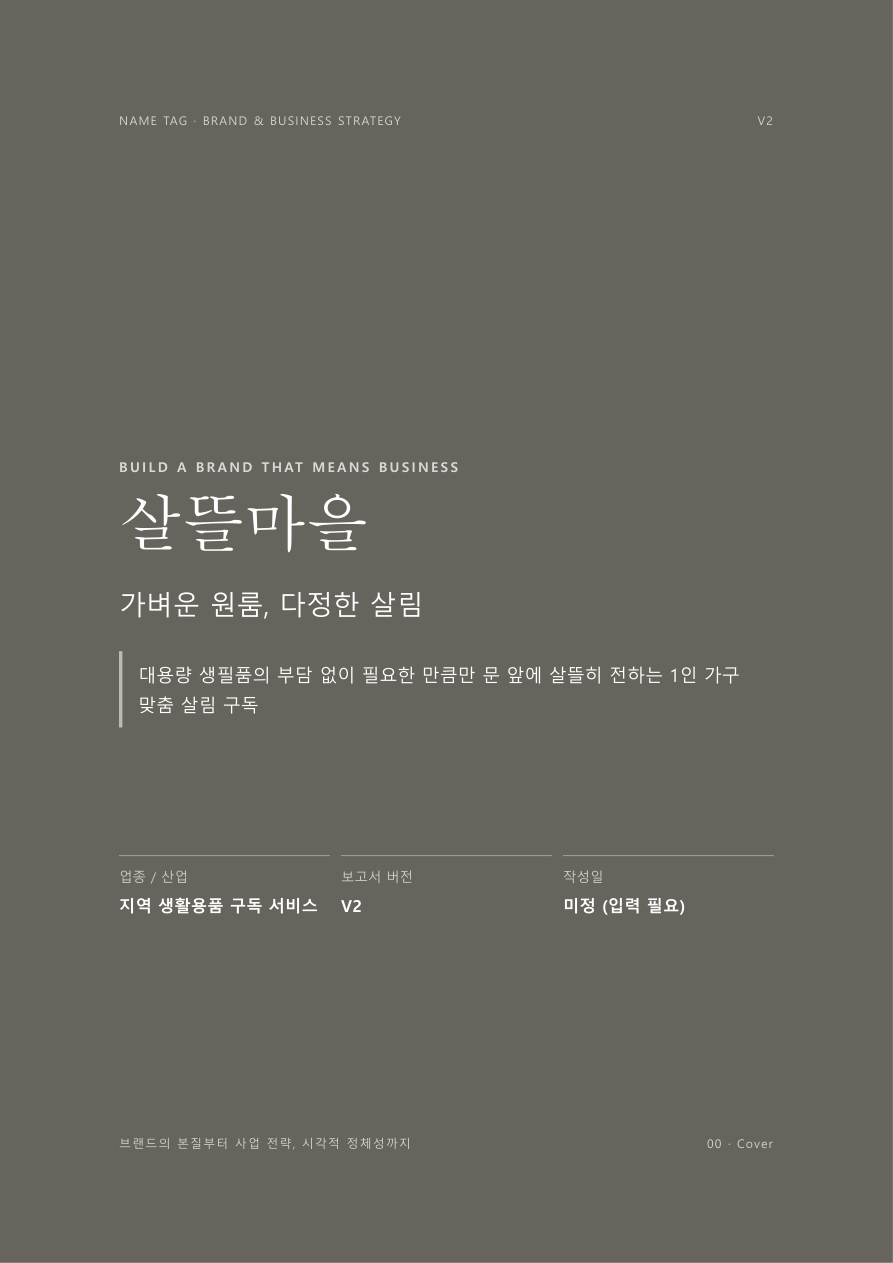 NAME TAG · BRAND & BUSINESS STRATEGY
V2
BUILD A BRAND THAT MEANS BUSINESS
살뜰마을
가벼운 원룸, 다정한 살림
대용량 생필품의 부담 없이 필요한 만큼만 문 앞에 살뜰히 전하는 1인 가구
맞춤 살림 구독
업종 / 산업
지역 생활용품 구독 서비스
보고서 버전
V2
작성일
미정 (입력 필요)
브랜드의 본질부터 사업 전략, 시각적 정체성까지
00 · Cover